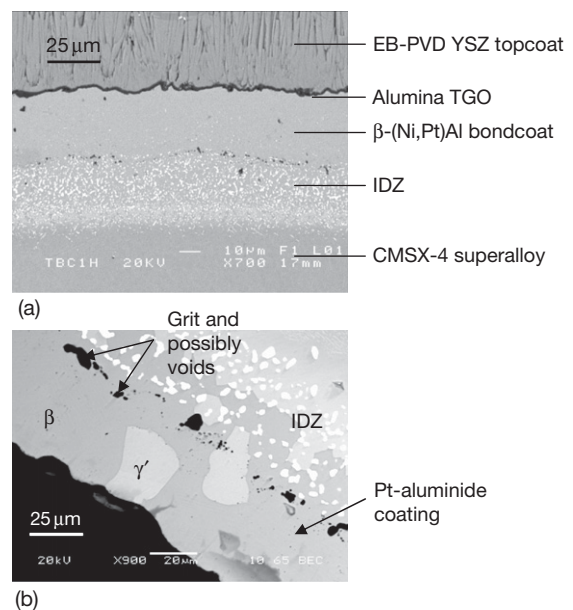 25 μm
EB-PVD YSZ topcoat
Alumina TGO
β-(Ni,Pt)Al bondcoat
IDZ
CMSX-4 superalloy
10μm F1 L01
TBC1H 20KV X700 17mm
(a)
Grit and
possibly
voids
β
IDZ
γ′
Pt-aluminide
coating
25 μm
20kV X900 20μm 10 65 BEC
(b)